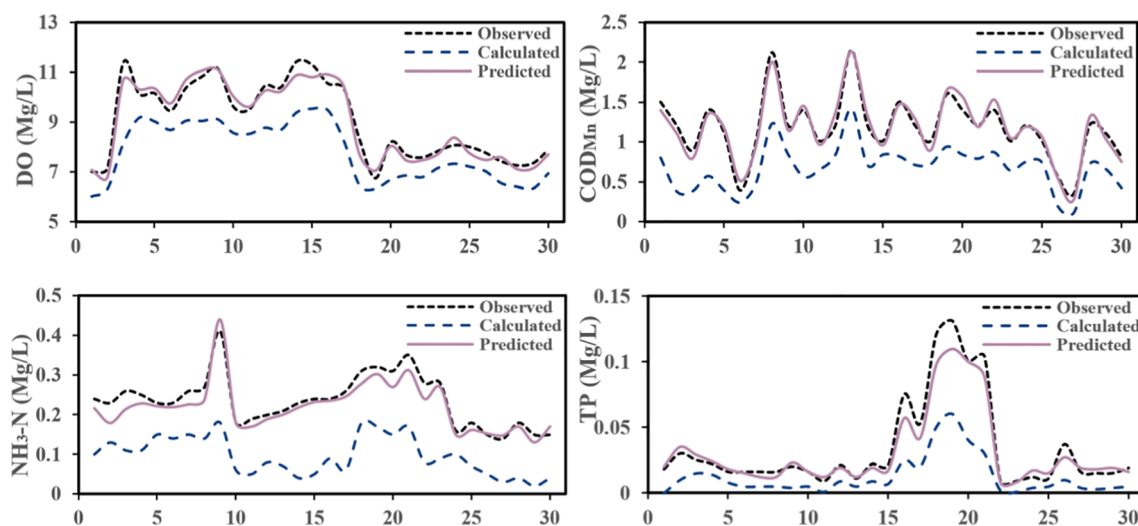 13
11
9
7
5
DO (Mg/L)
Observed
Calculated
Predicted
0 5 10 15 20 25 30
2.5
2
1.5
1
0.5
0
CODMn (Mg/L)
Observed
Calculated
Predicted
0 5 10 15 20 25 30
0.5
0.4
0.3
0.2
0.1
0
NH3-N (Mg/L)
Observed
Calculated
Predicted
0 5 10 15 20 25 30
0.15
0.1
0.05
0
TP (Mg/L)
Observed
Calculated
Predicted
0 5 10 15 20 25 30